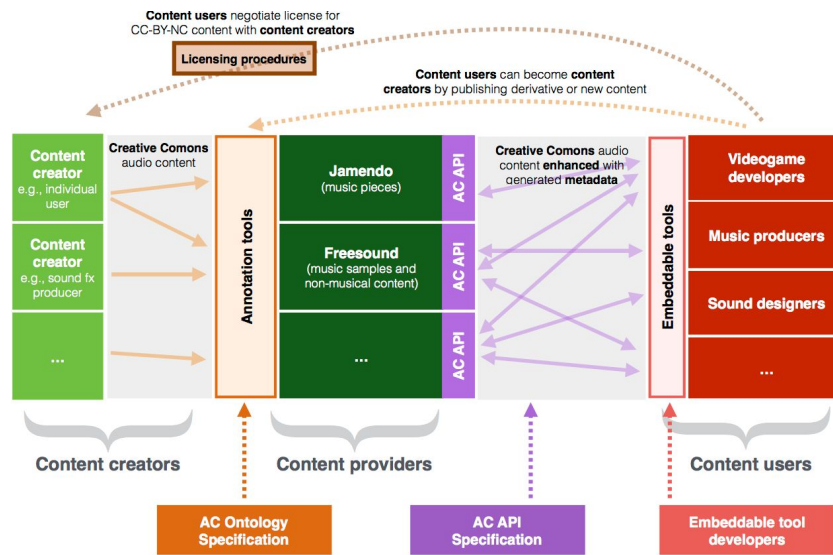 Content users negotiate license for
CC-BY-NC content with content creators
Licensing procedures
Content users can become content
creators by publishing derivative or new content
Content
creator
e.g., individual
user
Creative Comons
audio content
Annotation tools
Jamendo
(music pieces)
AC API
Creative Commons audio
content enhanced with
generated metadata
Embeddable tools
Videogame
developers
Content
creator
e.g., sound fx
producer
Freesound
(music samples and
non-musical content)
AC API
Music producers
Sound designers
...
...
AC API
...
Content creators
Content providers
Content users
AC Ontology
Specification
AC API
Specification
Embeddable tool
developers